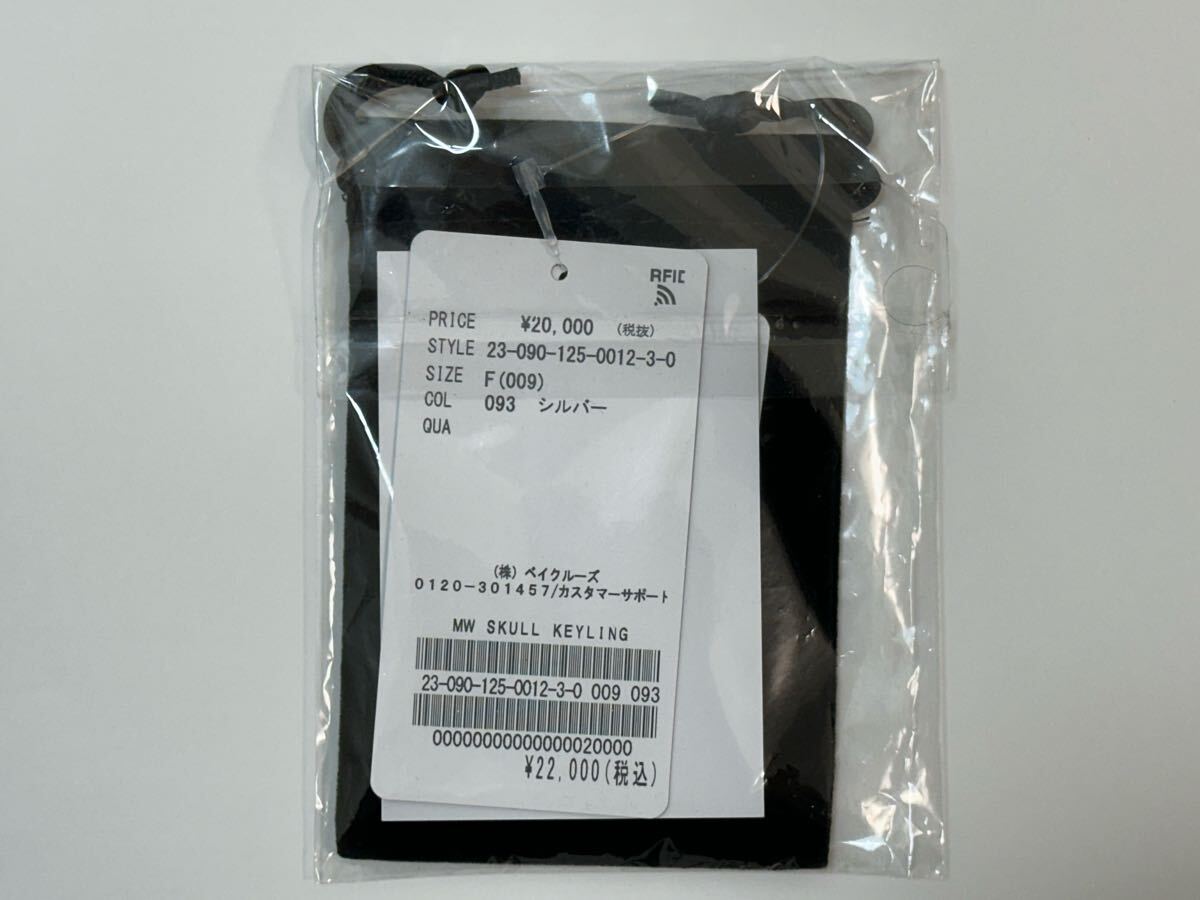 RFID
PRICE ¥20,000 (税抜)
STYLE 23-090-125-0012-3-0
SIZE F(009)
COL 093 シルバー
QUA
(株) ベイクルーズ
0120-301457/カスタマーサポート
MW SKULL KEYLING
23-090-125-0012-3-0 009 093
00000000000000020000
¥22,000(税込)